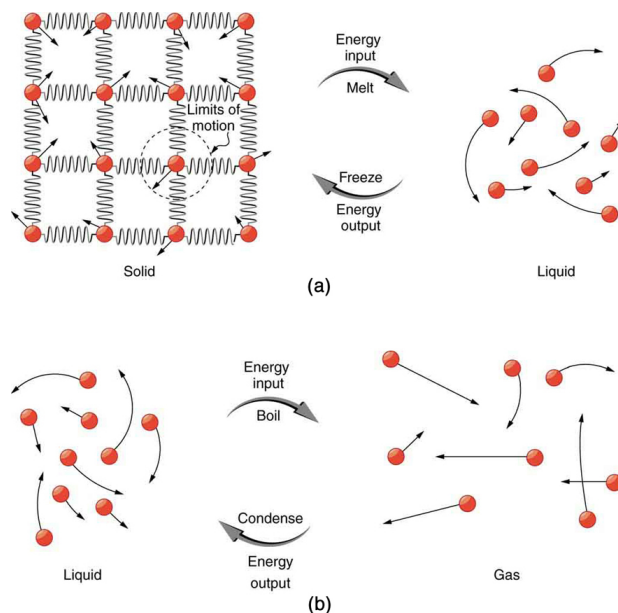 Limits of
motion
Energy
input
Melt
Freeze
Energy
output
Solid
Liquid
(a)
Energy
input
Boil
Condense
Energy
output
Liquid
Gas
(b)